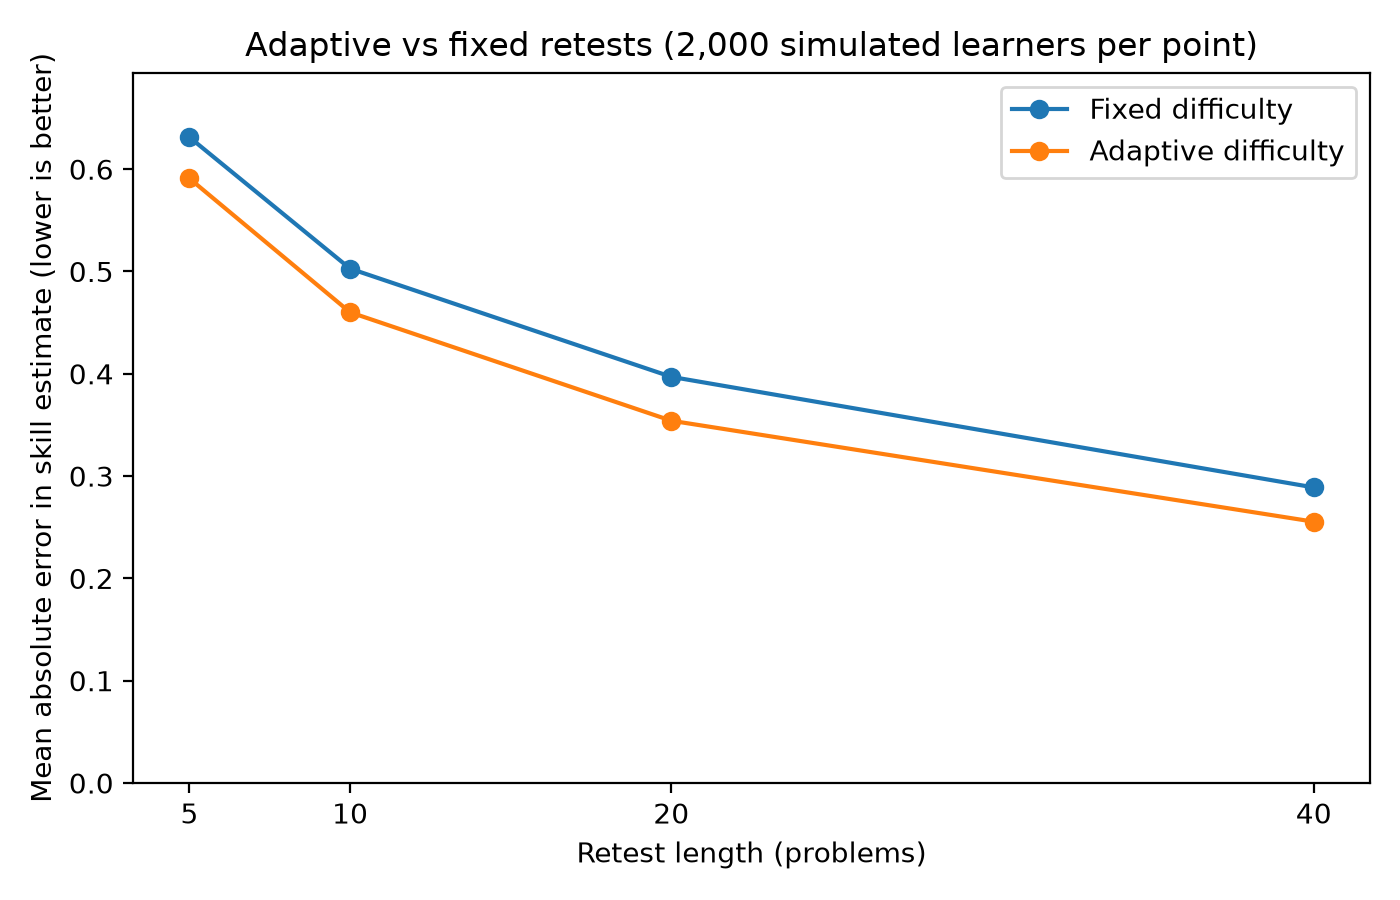 Adaptive vs fixed retests (2,000 simulated learners per point)
Mean absolute error in skill estimate (lower is better)
Fixed difficulty
Adaptive difficulty
0.6
0.5
0.4
0.3
0.2
0.1
0.0
5 10 20 40
Retest length (problems)